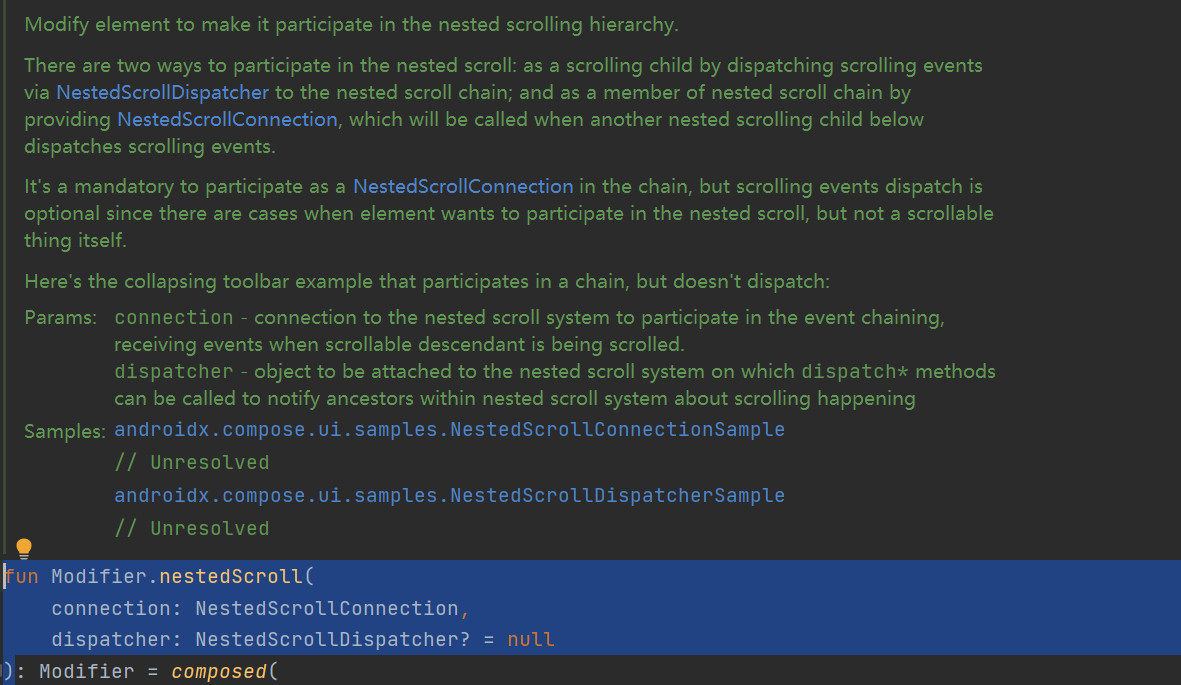 Modify element to make it participate in the nested scrolling hierarchy.
There are two ways to participate in the nested scroll: as a scrolling child by dispatching scrolling events
via NestedScrollDispatcher to the nested scroll chain; and as a member of nested scroll chain by
providing NestedScrollConnection, which will be called when another nested scrolling child below
dispatches scrolling events.
It's a mandatory to participate as a NestedScrollConnection in the chain, but scrolling events dispatch is
optional since there are cases when element wants to participate in the nested scroll, but not a scrollable
thing itself.
Here's the collapsing toolbar example that participates in a chain, but doesn't dispatch:
Params: connection - connection to the nested scroll system to participate in the event chaining,
receiving events when scrollable descendant is being scrolled.
dispatcher - object to be attached to the nested scroll system on which dispatch* methods
can be called to notify ancestors within nested scroll system about scrolling happening
Samples: androidx.compose.ui.samples.NestedScrollConnectionSample
// Unresolved
androidx.compose.ui.samples.NestedScrollDispatcherSample
// Unresolved
fun Modifier.nestedScroll(
    connection: NestedScrollConnection,
    dispatcher: NestedScrollDispatcher? = null
): Modifier = composed(